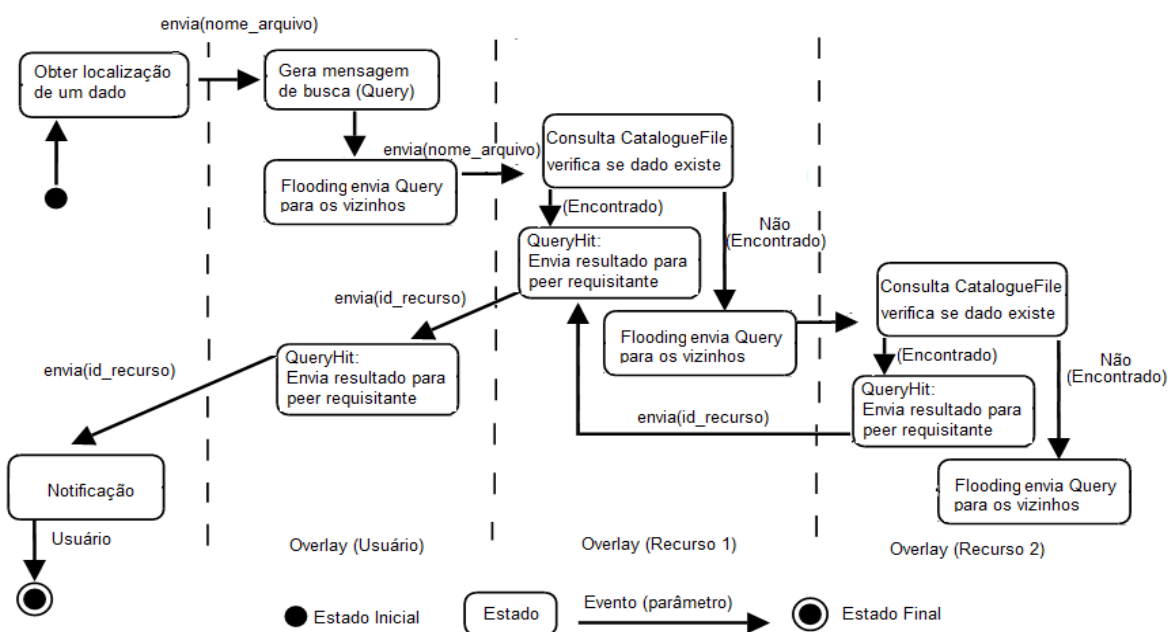 envia(nome_arquivo)
Obter localização
de um dado
Gera mensagem
de busca (Query)
envia(nome_arquivo)
Flooding envia Query
para os vizinhos
Consulta CatalogueFile
verifica se dado existe
(Encontrado)
Não
(Encontrado)
QueryHit:
Envia resultado para
peer requisitante
envia(id_recurso)
Flooding envia Query
para os vizinhos
Consulta CatalogueFile
verifica se dado existe
(Encontrado)
Não
(Encontrado)
QueryHit:
Envia resultado para
peer requisitante
envia(id_recurso)
QueryHit:
Envia resultado para
peer requisitante
envia(id_recurso)
Flooding envia Query
para os vizinhos
Notificação
Usuário
Overlay (Usuário)
Overlay (Recurso 1)
Overlay (Recurso 2)
Estado Inicial
Estado
Evento (parâmetro)
Estado Final